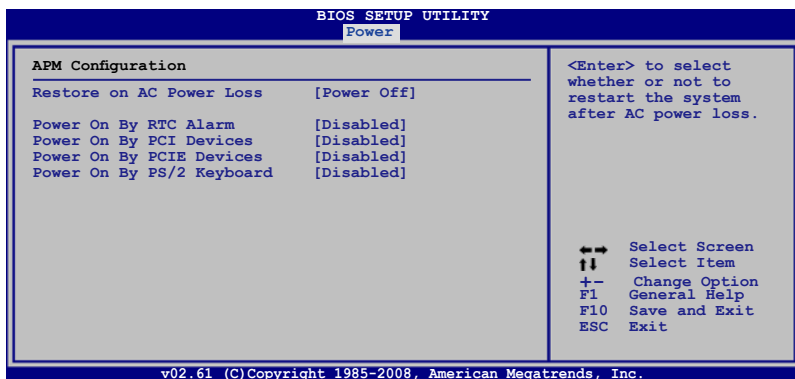 BIOS SETUP UTILITY
Power
APM Configuration
Restore on AC Power Loss [Power Off]
Power On By RTC Alarm [Disabled]
Power On By PCI Devices [Disabled]
Power On By PCIE Devices [Disabled]
Power On By PS/2 Keyboard [Disabled]
<Enter> to select
whether or not to
restart the system
after AC power loss.
←→ Select Screen
↑↓ Select Item
+- Change Option
F1 General Help
F10 Save and Exit
ESC Exit
v02.61 (C)Copyright 1985-2008, American Megatrends, Inc.